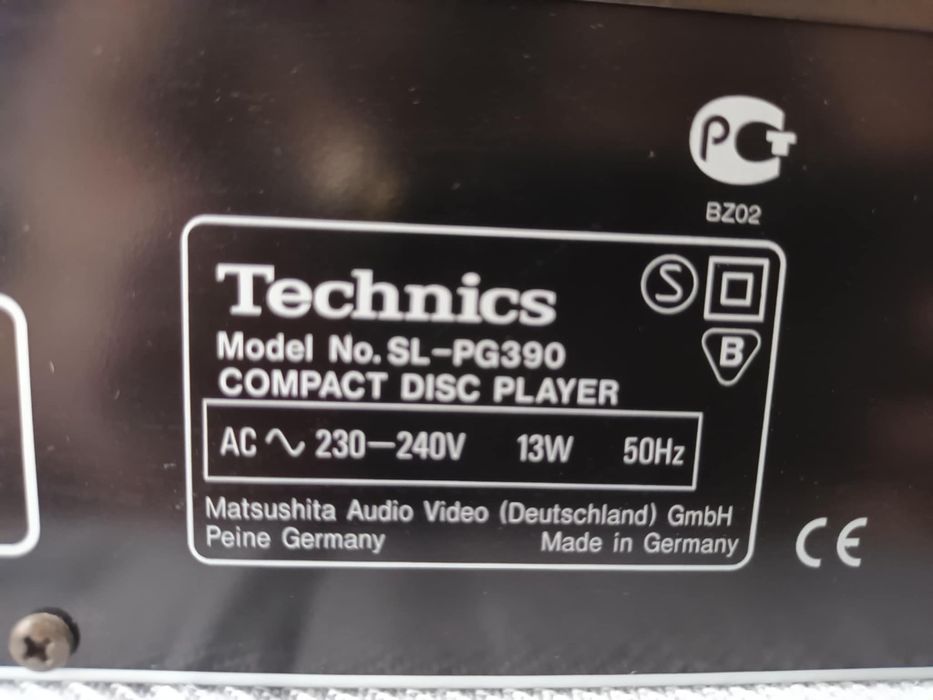 PCT
BZ02
Technics
S
Model No. SL-PG390
B
COMPACT DISC PLAYER
AC ∿ 230—240V 13W 50Hz
Matsushita Audio Video (Deutschland) GmbH
Peine Germany Made in Germany
CE